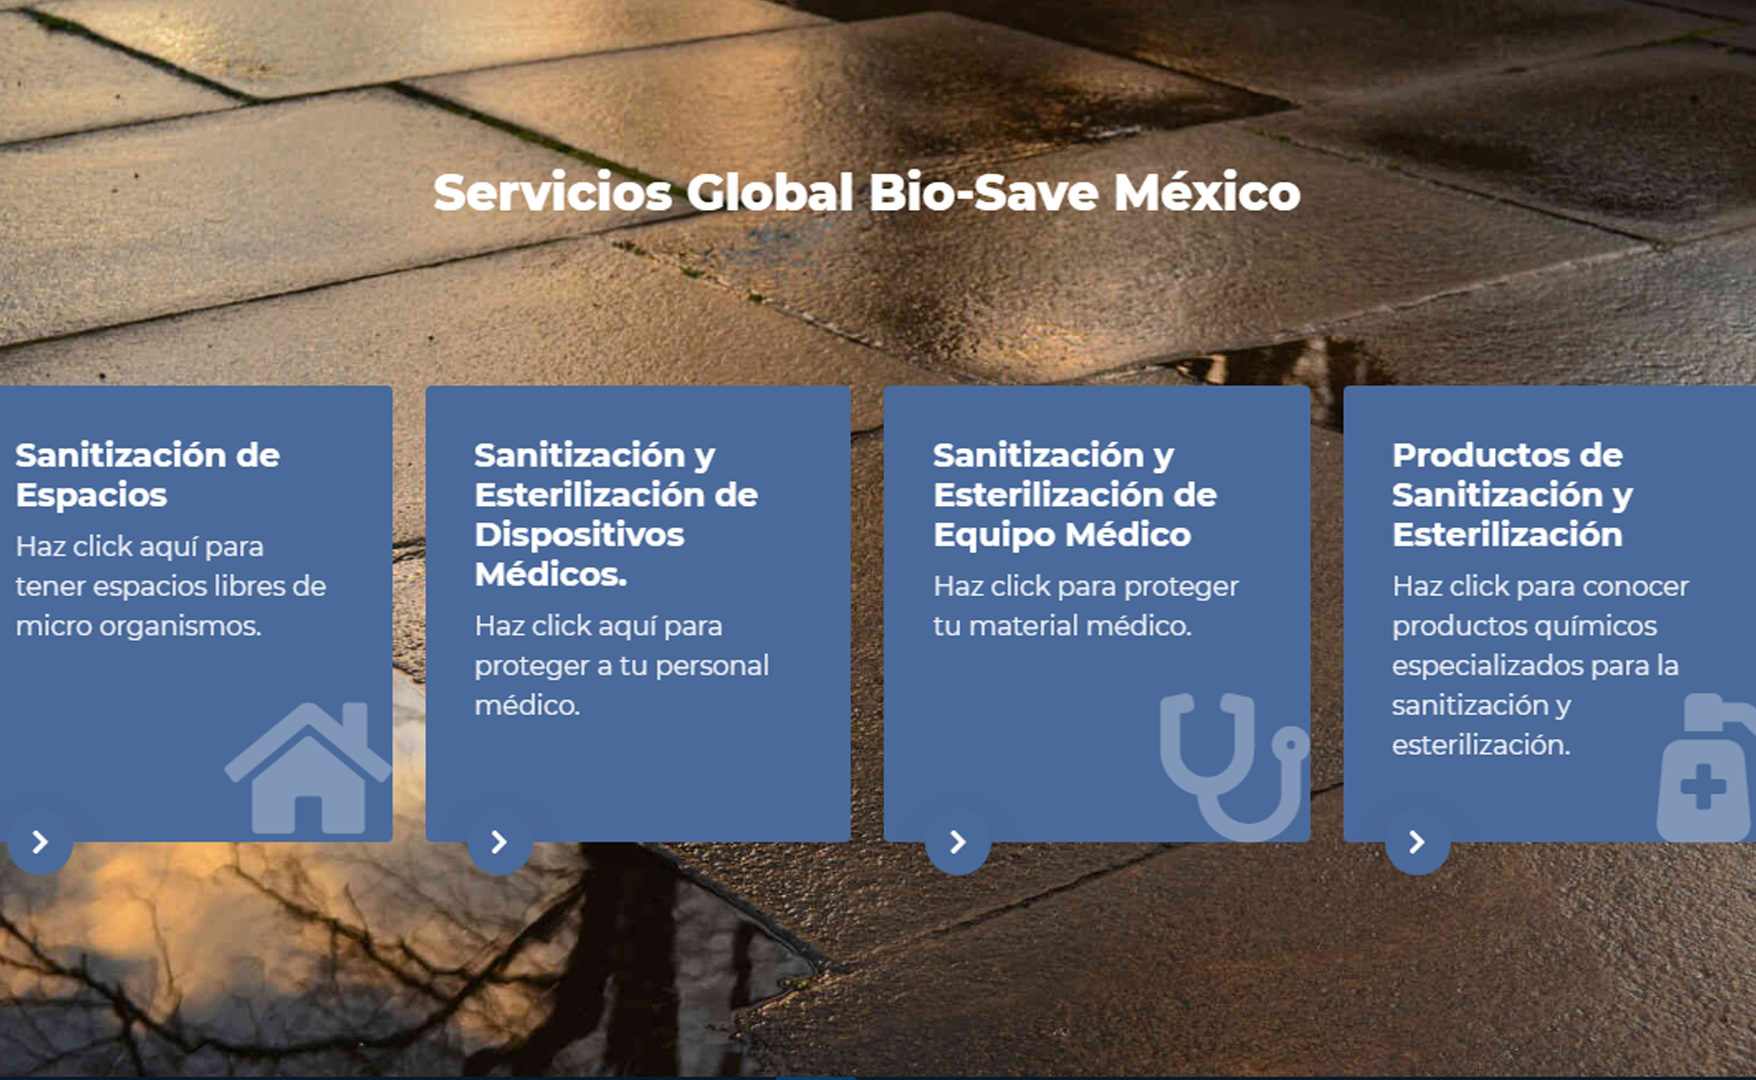 Servicios Global Bio-Save México
Sanitización de
Espacios
Haz click aquí para
tener espacios libres de
micro organismos.
Sanitización y
Esterilización de
Dispositivos
Médicos.
Haz click aquí para
proteger a tu personal
médico.
Sanitización y
Esterilización de
Equipo Médico
Haz click para proteger
tu material médico.
Productos de
Sanitización y
Esterilización
Haz click para conocer
productos químicos
especializados para la
sanitización y
esterilización.